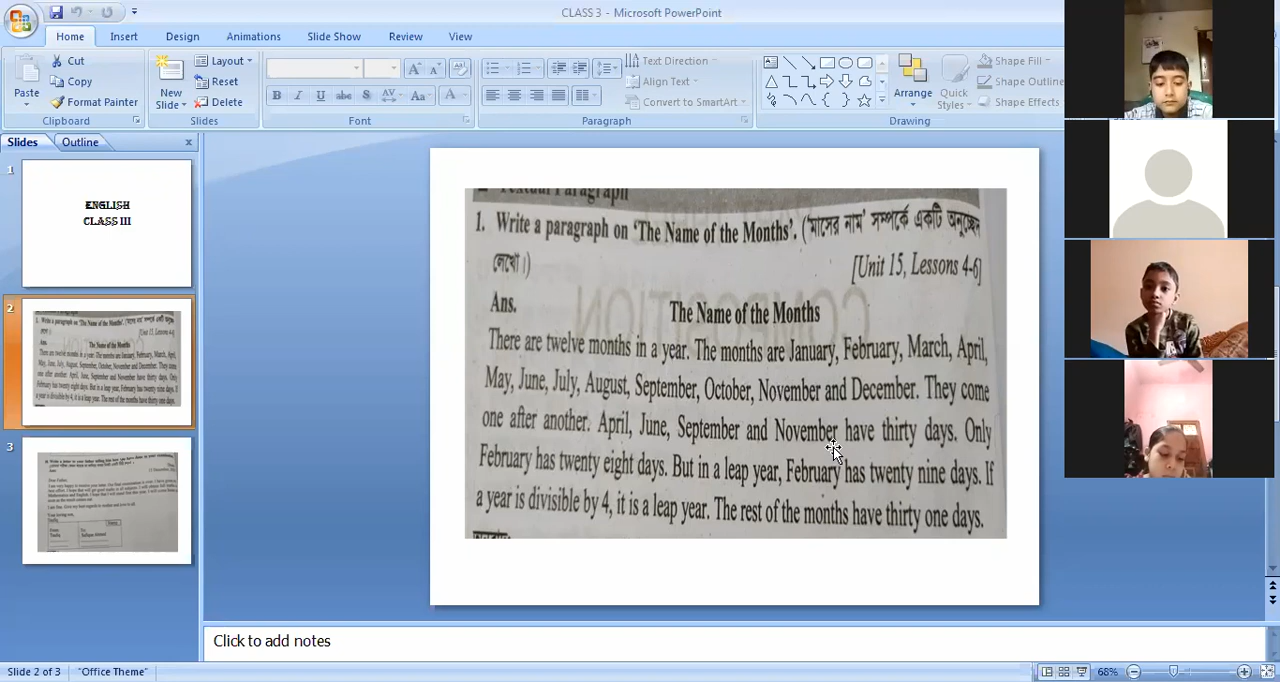 CLASS 3 - Microsoft PowerPoint
Home Insert Design Animations Slide Show Review View
Paste
Cut
Copy
Format Painter
Clipboard
New Slide
Layout
Reset
Delete
Slides
B I U abc S AV Aa A
Font
Paragraph
Text Direction
Align Text
Convert to SmartArt
Arrange
Quick Styles
Shape Fill
Shape Outline
Shape Effects
Drawing
Slides Outline x
1
ENGLISH
CLASS III
2
3
Textual Paragraph
1. Write a paragraph on 'The Name of the Months'. ('মাসের নাম' সম্পর্কে একটি অনুচ্ছেদ
লেখো।)
[Unit 15, Lessons 4-6]
Ans.
The Name of the Months
There are twelve months in a year. The months are January, February, March, April,
May, June, July, August, September, October, November and December. They come
one after another. April, June, September and November have thirty days. Only
February has twenty eight days. But in a leap year, February has twenty nine days. If
a year is divisible by 4, it is a leap year. The rest of the months have thirty one days.
Click to add notes
Slide 2 of 3 "Office Theme" 68%